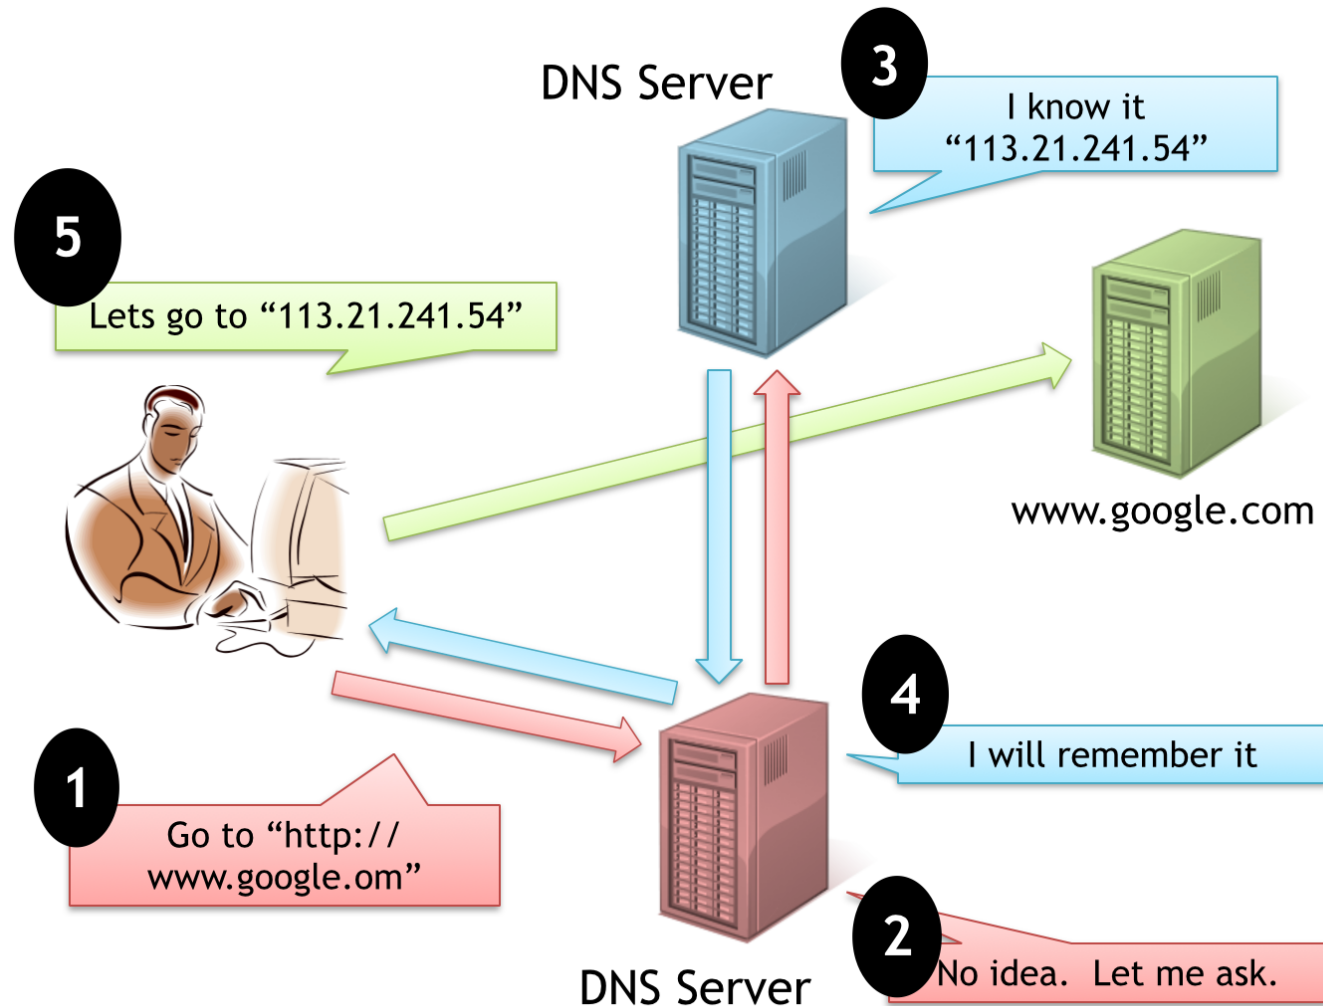 DNS Server
3
I know it
“113.21.241.54”
5
Lets go to “113.21.241.54”
www.google.com
4
I will remember it
1
Go to “http://
www.google.om”
2
No idea.  Let me ask.
DNS Server